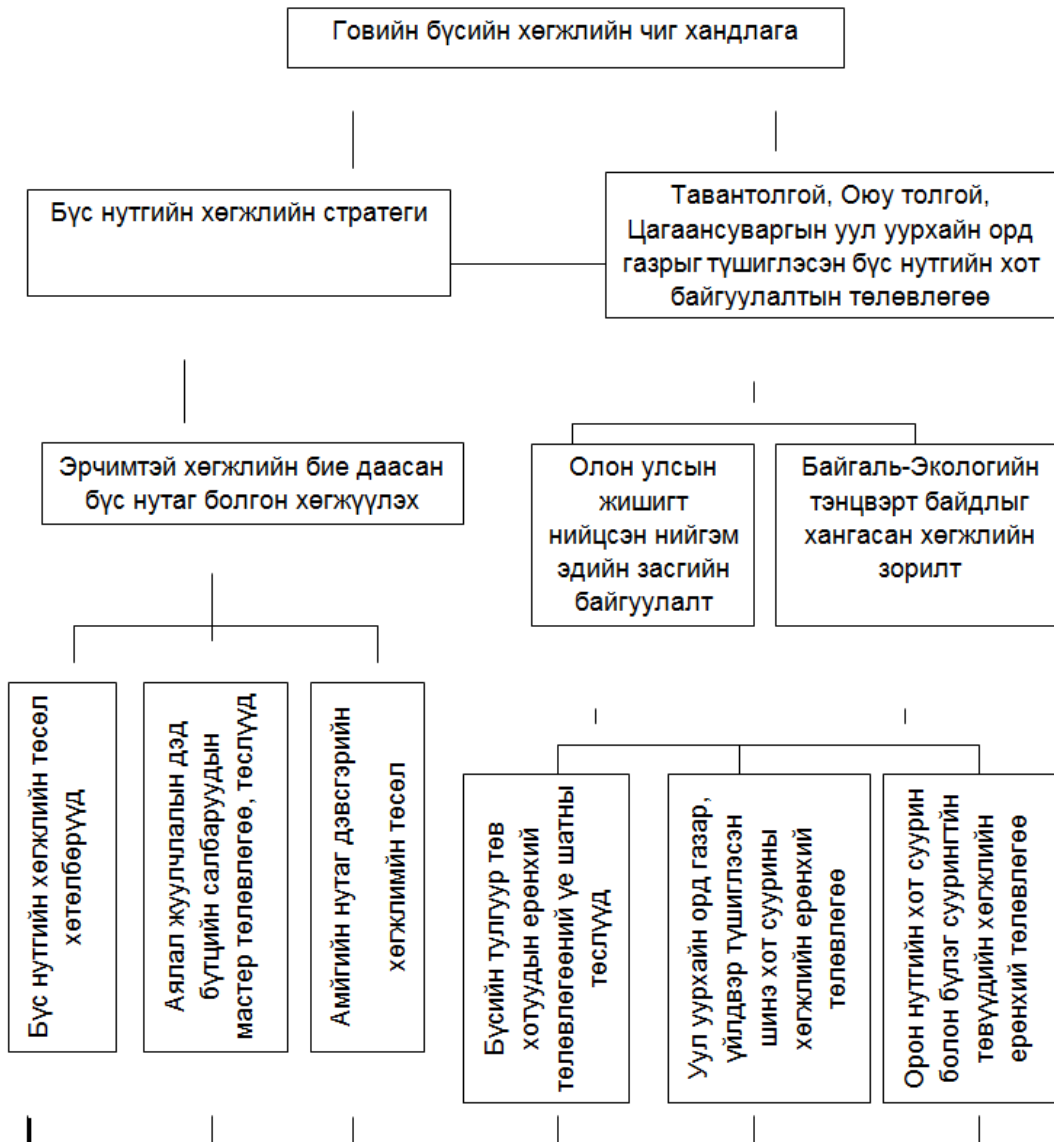 Говийн бүсийн хөгжлийн чиг хандлага
Бүс нутгийн хөгжлийн стратеги
Тавантолгой, Оюу толгой,
Цагаансуваргын уул уурхайн орд
газрыг түшиглэсэн бүс нутгийн хот
байгуулалтын төлөвлөгөө
Эрчимтэй хөгжлийн бие даасан
бүс нутаг болгон хөгжүүлэх
Олон улсын
жишигт
нийцсэн нийгэм
эдийн засгийн
байгуулалт
Байгаль-Экологийн
тэнцвэрт байдлыг
хангасан хөгжлийн
зорилт
Бүс нутгийн хөгжлийн төсөл
хөтөлбөрүүд
Аялал жуулчлалын дэд
бүтцийн салбаруудын
мастер төлөвлөгөө, төслүүд
Амйгийн нутаг дэвсгэрийн
хөгжлимйн төсөл
Бүсийн тулгуур төв
хотуудын ерөнхий
төлөвлөгөөний үе шатны
төслүүд
Уул уурхайн орд газар,
үйлдвэр түшиглэсэн
шинэ хот суурины
хөгжлийн ерөнхий
төлөвлөгөө
Орон нутгийн хот суурин
болон бүлэг суурингтйн
төвүүдийн хөгжлийн
ерөнхий төлөвлөгөө